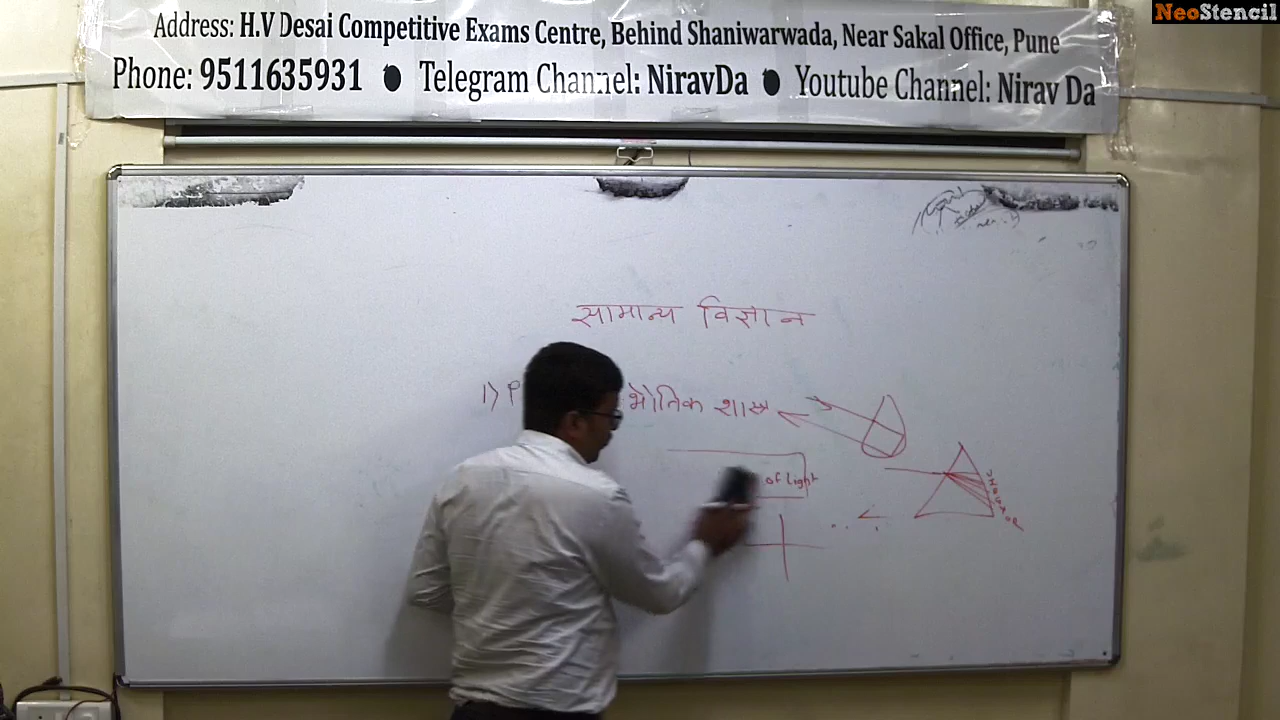 NeoStencil
Address: H.V Desai Competitive Exams Centre, Behind Shaniwarwada, Near Sakal Office, Pune
Phone: 9511635931 ● Telegram Channel: NiravDa ● Youtube Channel: Nirav Da
सामान्य विज्ञान
1) P भौतिक शास्त्र
of light